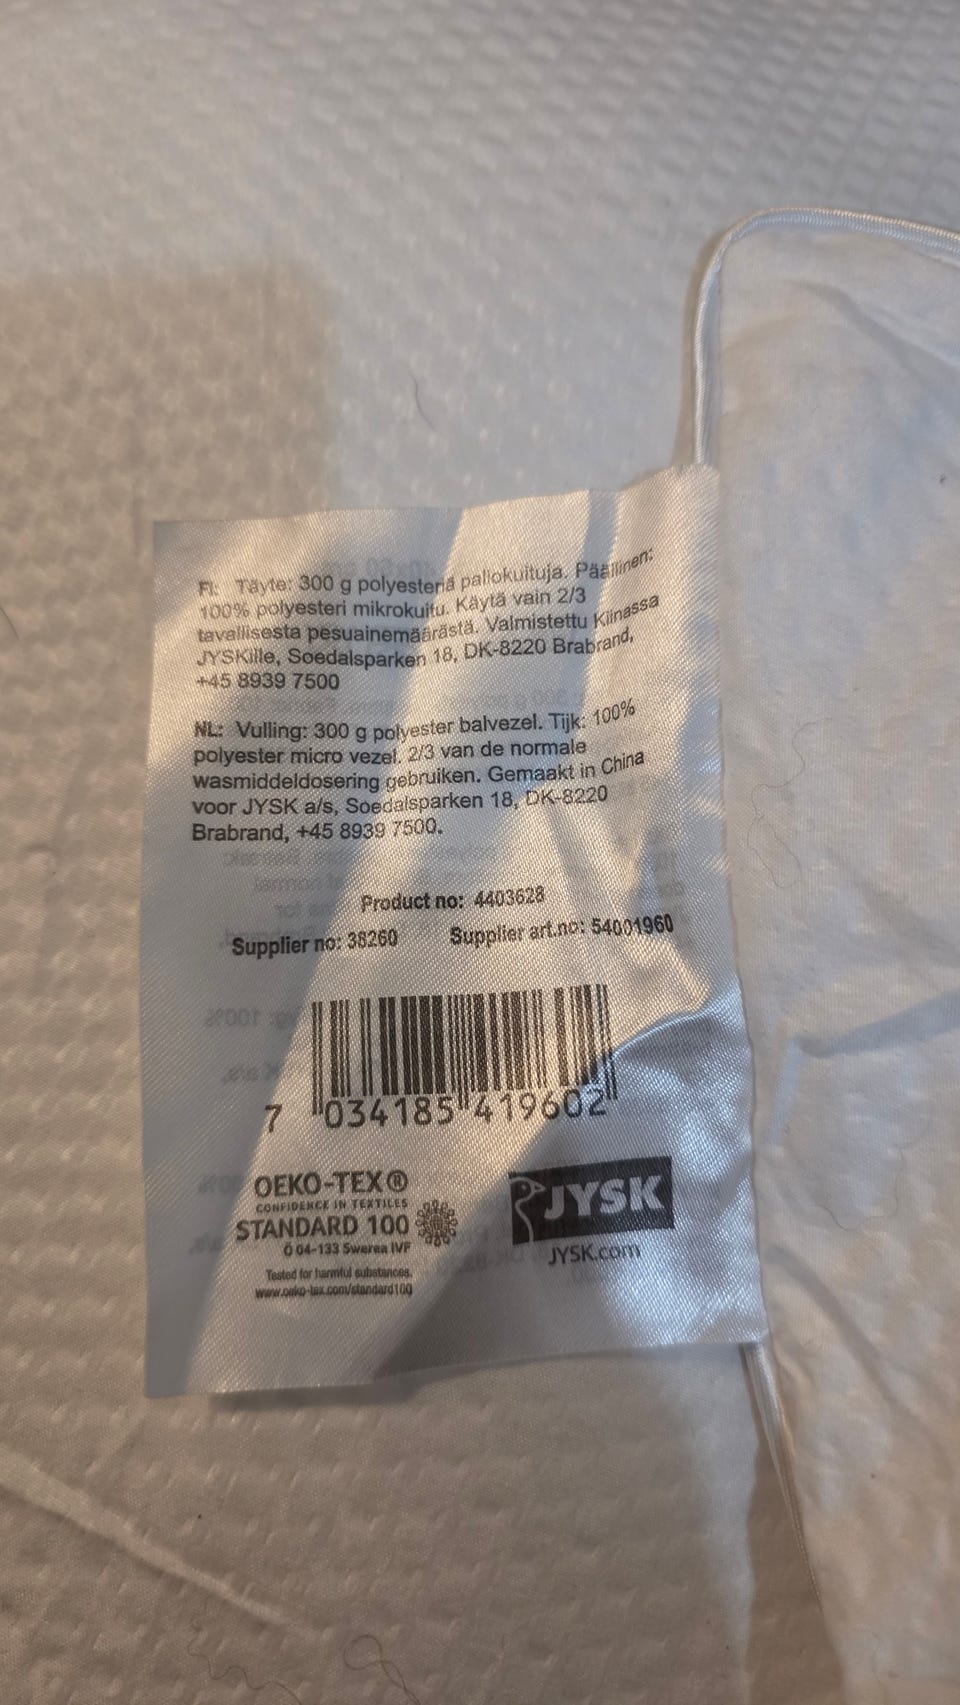 FI: Täyte: 300 g polyesteriä pallokuituja. Päällinen:
100% polyesteri mikrokuitu. Käytä vain 2/3
tavallisesta pesuainemäärästä. Valmistettu Kiinassa
JYSKille, Soedalsparken 18, DK-8220 Brabrand,
+45 8939 7500
NL: Vulling: 300 g polyester balvezel. Tijk: 100%
polyester micro vezel. 2/3 van de normale
wasmiddeldosering gebruiken. Gemaakt in China
voor JYSK a/s, Soedalsparken 18, DK-8220
Brabrand, +45 8939 7500.
Product no: 4403628
Supplier no: 38260 Supplier art.no: 54001960
7 034185 419602
OEKO-TEX®
CONFIDENCE IN TEXTILES
STANDARD 100
Ö 04-133 Swerea IVF
Tested for harmful substances.
www.oeko-tex.com/standard100
JYSK
JYSK.com